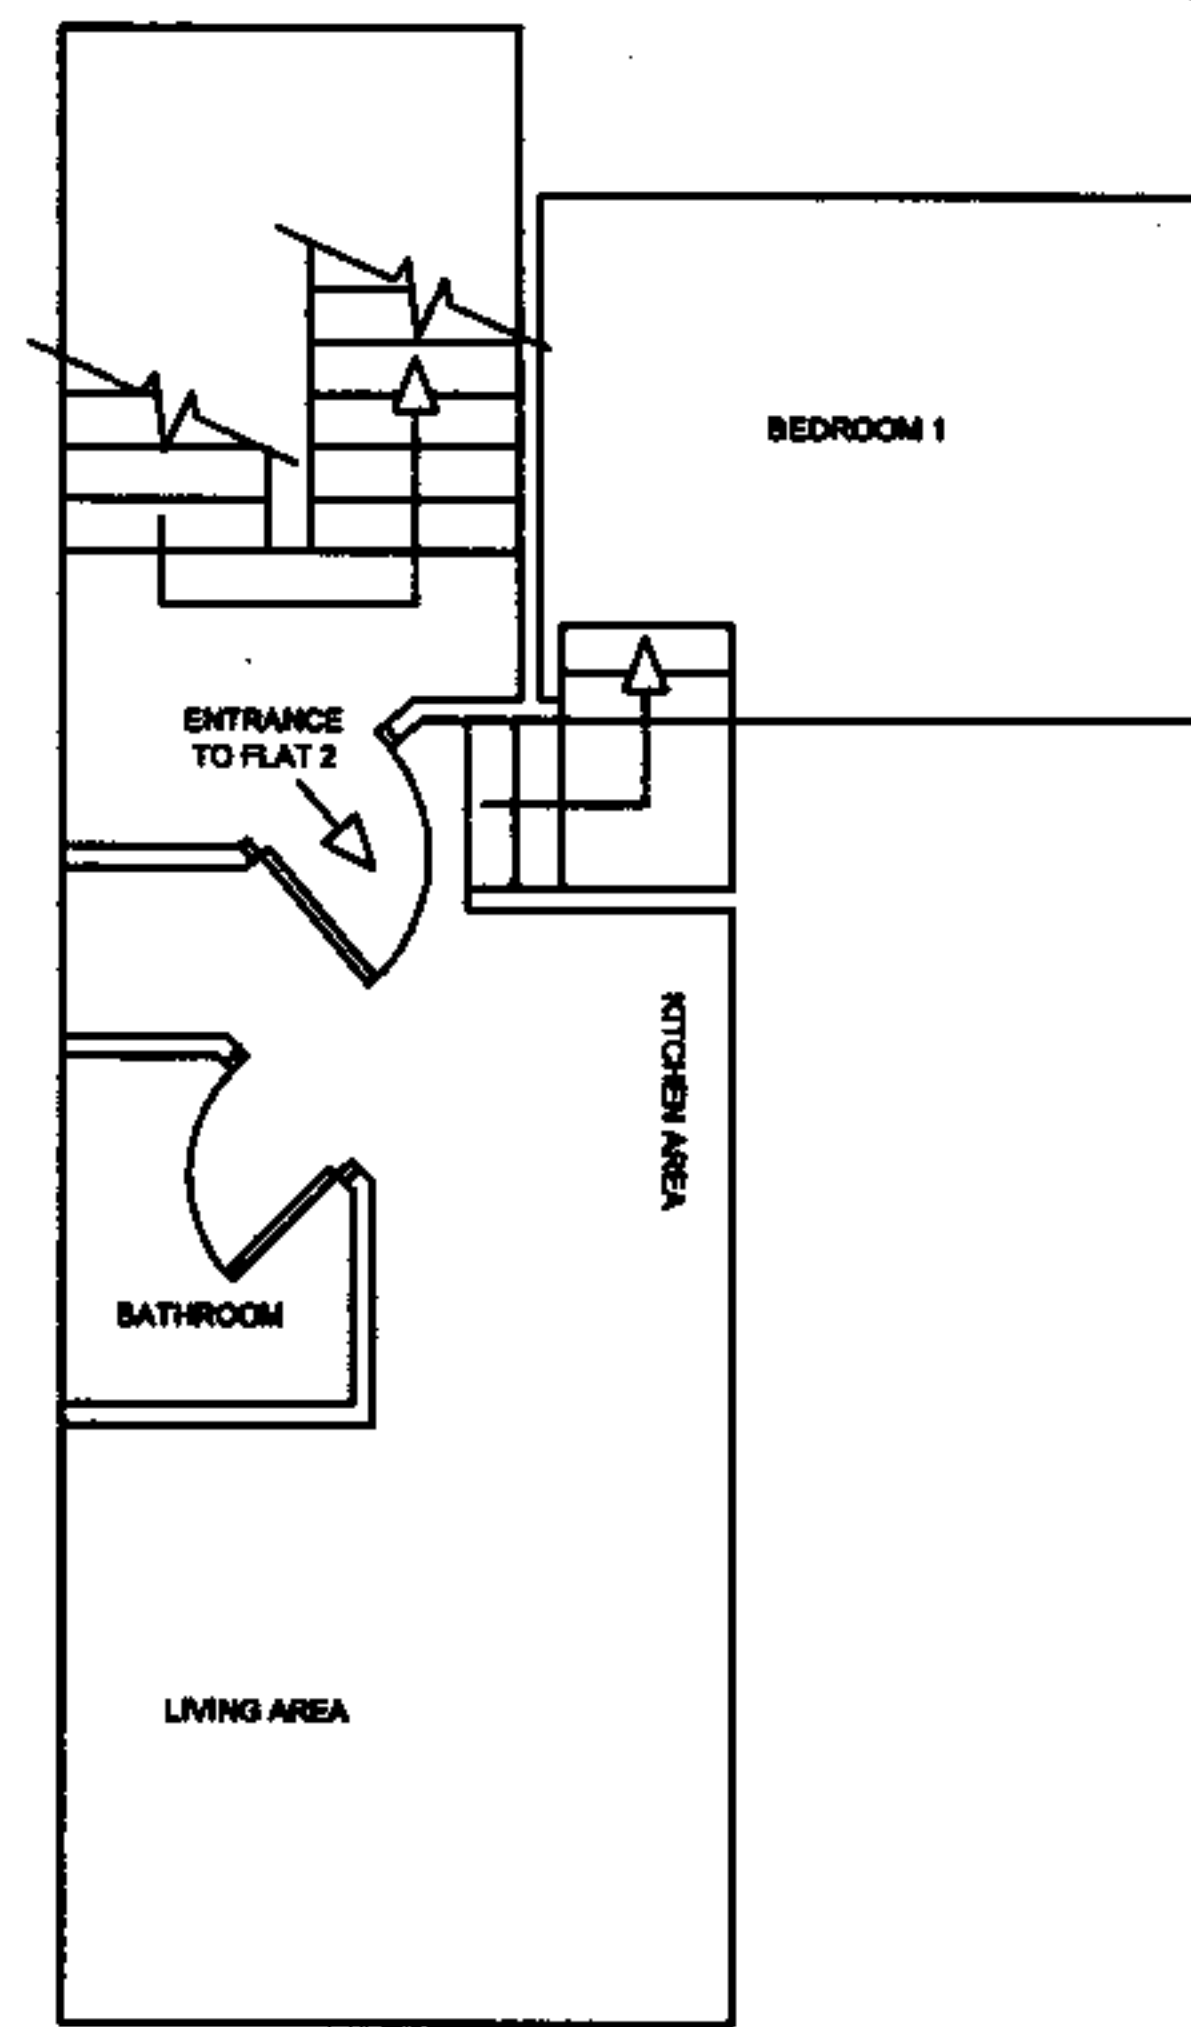 BEDROOM 1
ENTRANCE
TO FLAT 2
KITCHEN AREA
BATHROOM
LIVING AREA